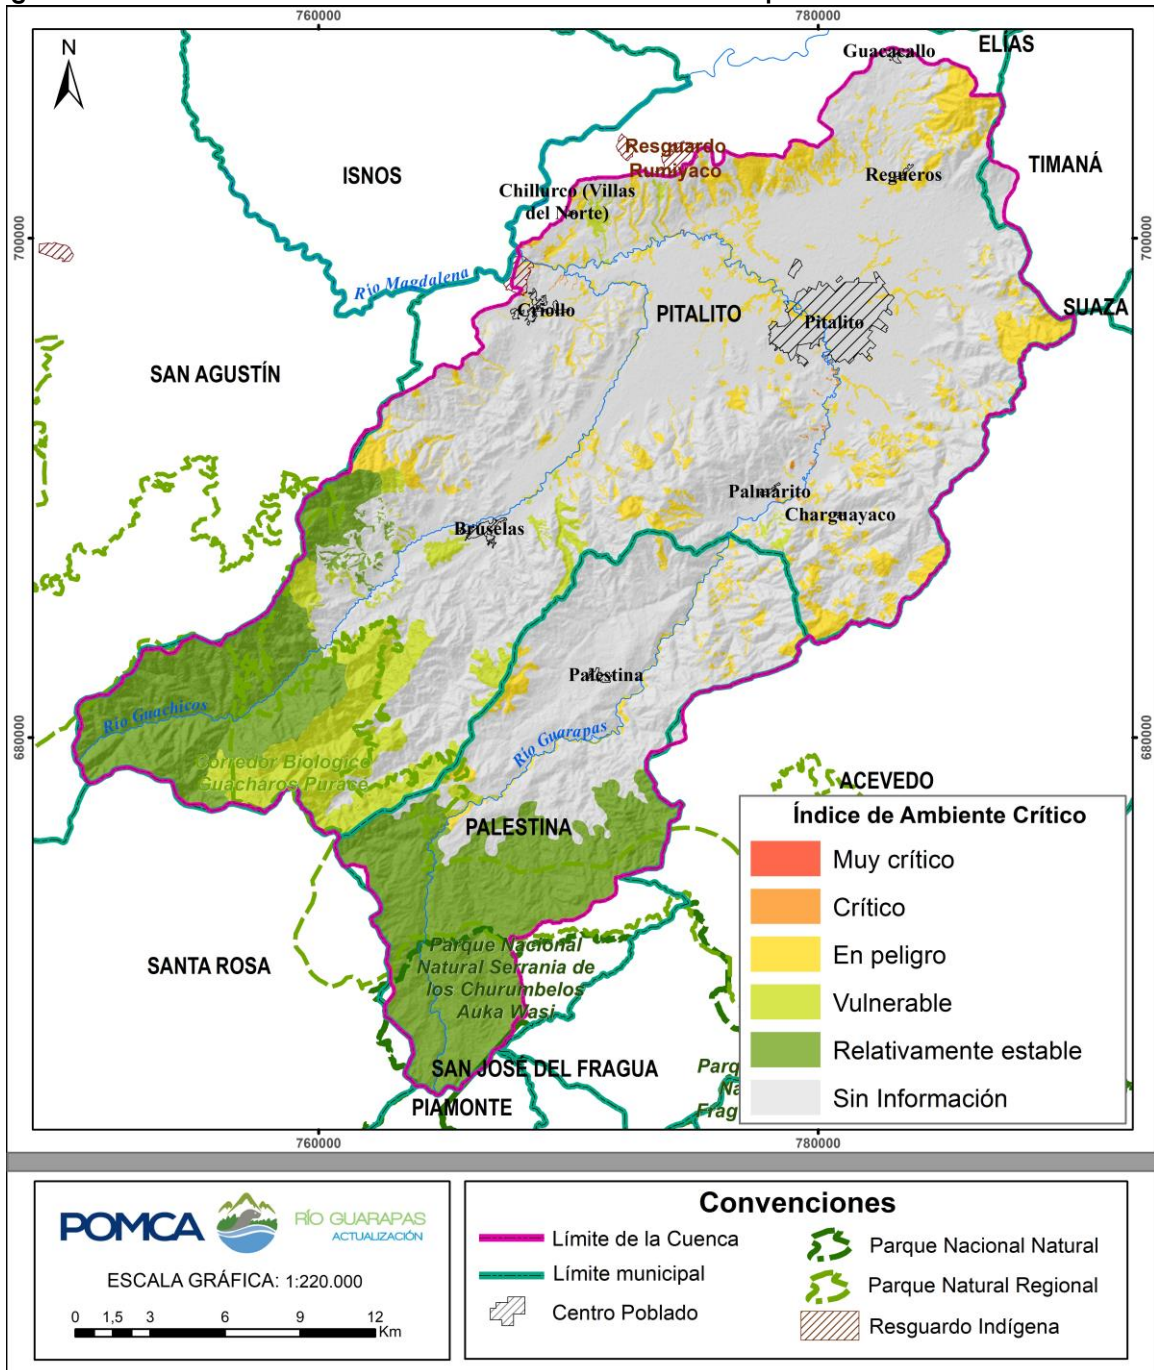 760000
780000
N
Guacacallo
ELIAS
Resguardo
Rumiyaco
ISNOS
TIMANÁ
Regueros
Chillurco (Villas
del Norte)
700000
700000
Río Magdalena
Criollo
PITALITO
Pitalito
SUAZA
SAN AGUSTÍN
Palmarito
Charguayaco
Bruselas
Palestina
Río Guachicos
Río Guarapas
680000
680000
Corredor Biologico
Guacharos Purace
ACEVEDO
PALESTINA
Índice de Ambiente Crítico
Muy crítico
Crítico
En peligro
Vulnerable
Relativamente estable
Sin Información
SANTA ROSA
Parque Nacional
Natural Serrania de
los Churumbelos
Auka Wasi
SAN JOSÉ DEL FRAGUA
PIAMONTE
760000
780000
POMCA
RÍO GUARAPAS
ACTUALIZACIÓN
ESCALA GRÁFICA: 1:220.000
0 1,5 3 6 9 12
Km
Convenciones
Límite de la Cuenca
Límite municipal
Centro Poblado
Parque Nacional Natural
Parque Natural Regional
Resguardo Indígena